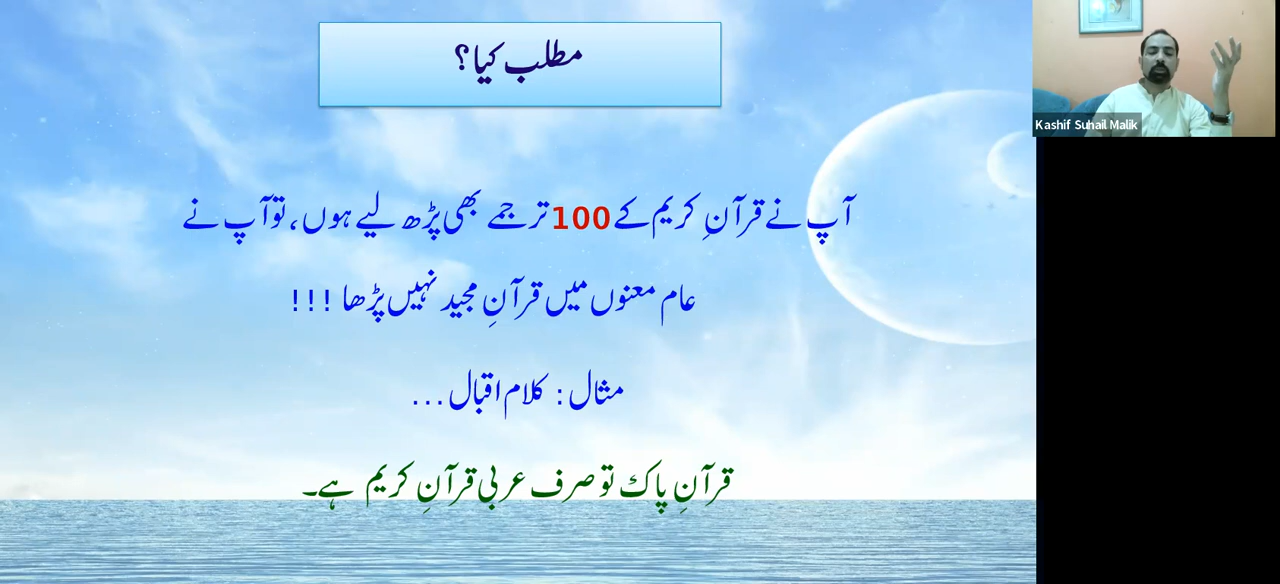 مطلب کیا؟
آپ نے قرآنِ کریم کے 100 ترجمے بھی پڑھ لیے ہوں، تو آپ نے
عام معنوں میں قرآنِ مجید نہیں پڑھا !!!
مثال: کلام اقبال...
قرآنِ پاک تو صرف عربی قرآنِ کریم ہے۔
Kashif Suhail Malik